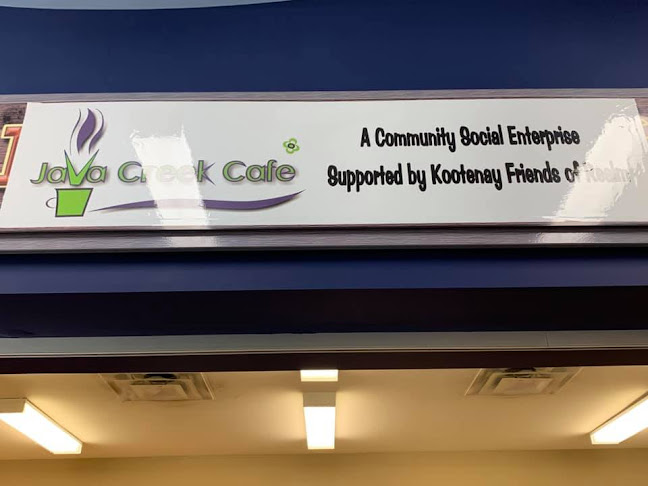 Java Creek Cafe
A Community Social Enterprise
Supported by Kootenay Friends of